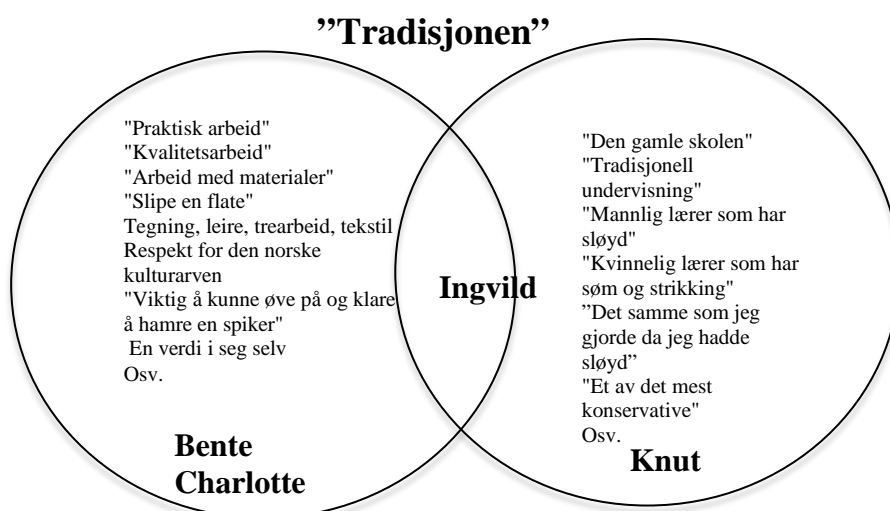 ”Tradisjonen”
"Praktisk arbeid"
"Kvalitetsarbeid"
"Arbeid med materialer"
"Slipe en flate"
Tegning, leire, trearbeid, tekstil
Respekt for den norske
kulturarven
"Viktig å kunne øve på og klare
å hamre en spiker"
En verdi i seg selv
Osv.
Bente
Charlotte
Ingvild
"Den gamle skolen"
"Tradisjonell
undervisning"
"Mannlig lærer som har
sløyd"
"Kvinnelig lærer som har
søm og strikking"
”Det samme som jeg
gjorde da jeg hadde
sløyd”
"Et av det mest
konservative"
Osv.
Knut